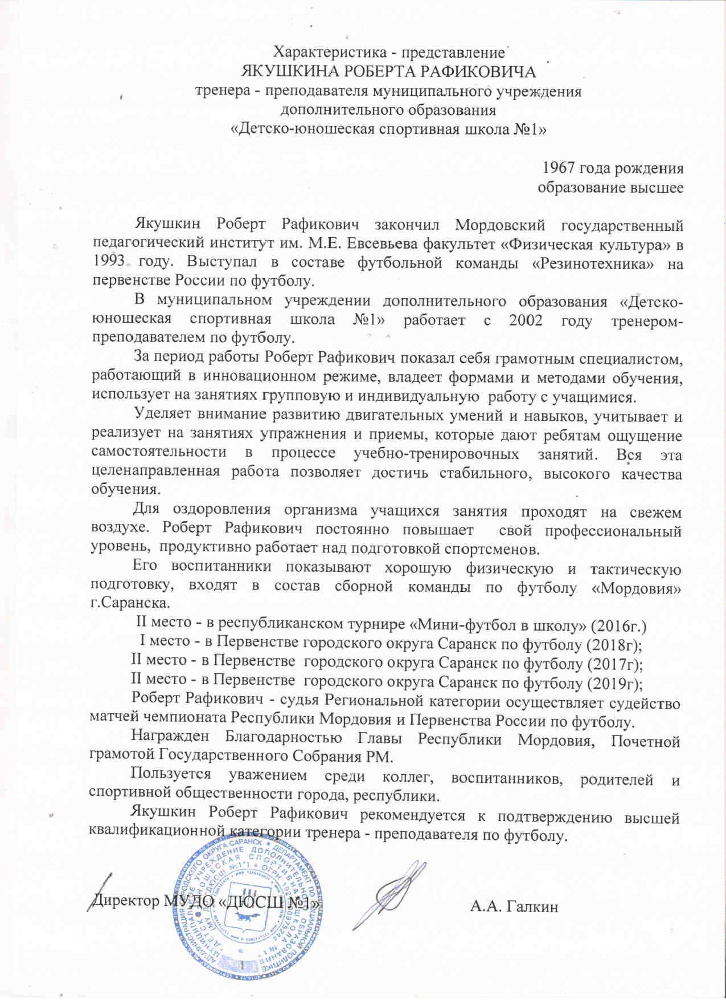 Характеристика - представление
ЯКУШКИНА РОБЕРТА РАФИКОВИЧА
тренера - преподавателя муниципального учреждения
дополнительного образования
«Детско-юношеская спортивная школа №1»
1967 года рождения
образование высшее
Якушкин Роберт Рафикович закончил Мордовский государственный
педагогический институт им. М.Е. Евсевьева факультет «Физическая культура» в
1993 году. Выступал в составе футбольной команды «Резинотехника» на
первенстве России по футболу.
В муниципальном учреждении дополнительного образования «Детско-
юношеская спортивная школа №1» работает с 2002 году тренером-
преподавателем по футболу.
За период работы Роберт Рафикович показал себя грамотным специалистом,
работающий в инновационном режиме, владеет формами и методами обучения,
использует на занятиях групповую и индивидуальную работу с учащимися.
Уделяет внимание развитию двигательных умений и навыков, учитывает и
реализует на занятиях упражнения и приемы, которые дают ребятам ощущение
самостоятельности в процессе учебно-тренировочных занятий. Вся эта
целенаправленная работа позволяет достичь стабильного, высокого качества
обучения.
Для оздоровления организма учащихся занятия проходят на свежем
воздухе. Роберт Рафикович постоянно повышает свой профессиональный
уровень, продуктивно работает над подготовкой спортсменов.
Его воспитанники показывают хорошую физическую и тактическую
подготовку, входят в состав сборной команды по футболу «Мордовия»
г.Саранска.
II место - в республиканском турнире «Мини-футбол в школу» (2016г.)
I место - в Первенстве городского округа Саранск по футболу (2018г);
II место - в Первенстве городского округа Саранск по футболу (2017г);
II место - в Первенстве городского округа Саранск по футболу (2019г);
Роберт Рафикович - судья Региональной категории осуществляет судейство
матчей чемпионата Республики Мордовия и Первенства России по футболу.
Награжден Благодарностью Главы Республики Мордовия, Почетной
грамотой Государственного Собрания РМ.
Пользуется уважением среди коллег, воспитанников, родителей и
спортивной общественности города, республики.
Якушкин Роберт Рафикович рекомендуется к подтверждению высшей
квалификационной категории тренера - преподавателя по футболу.
Директор МУДО «ДЮСШ №1» А.А. Галкин
АДМИНИСТРАЦИЯ ГОРОДСКОГО ОКРУГА САРАНСК * ДЕПАРТАМЕНТ ПО СОЦИАЛЬНОЙ ПОЛИТИКЕ
МУНИЦИПАЛЬНОЕ УЧРЕЖДЕНИЕ ДОПОЛНИТЕЛЬНОГО ОБРАЗОВАНИЯ